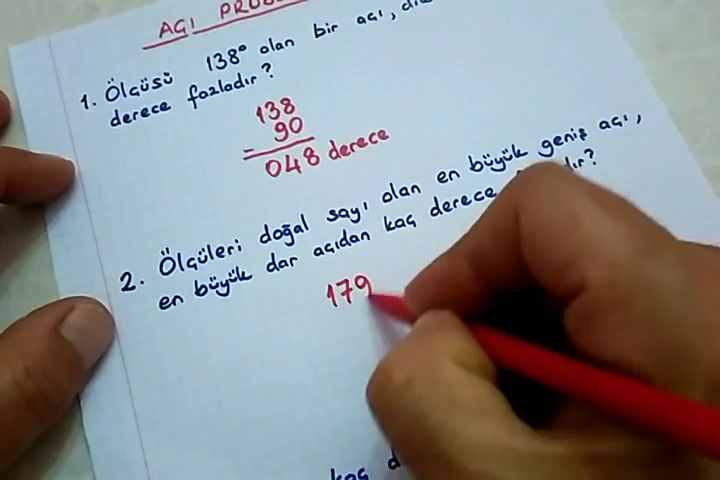 AÇI
1. Ölçüsü 138° olan bir açı,
derece fazladır?
138
90
-
048 derece
2. Ölçüleri doğal sayı olan en büyük geniş açı,
en büyük dar açıdan kaç derece
179
kaç